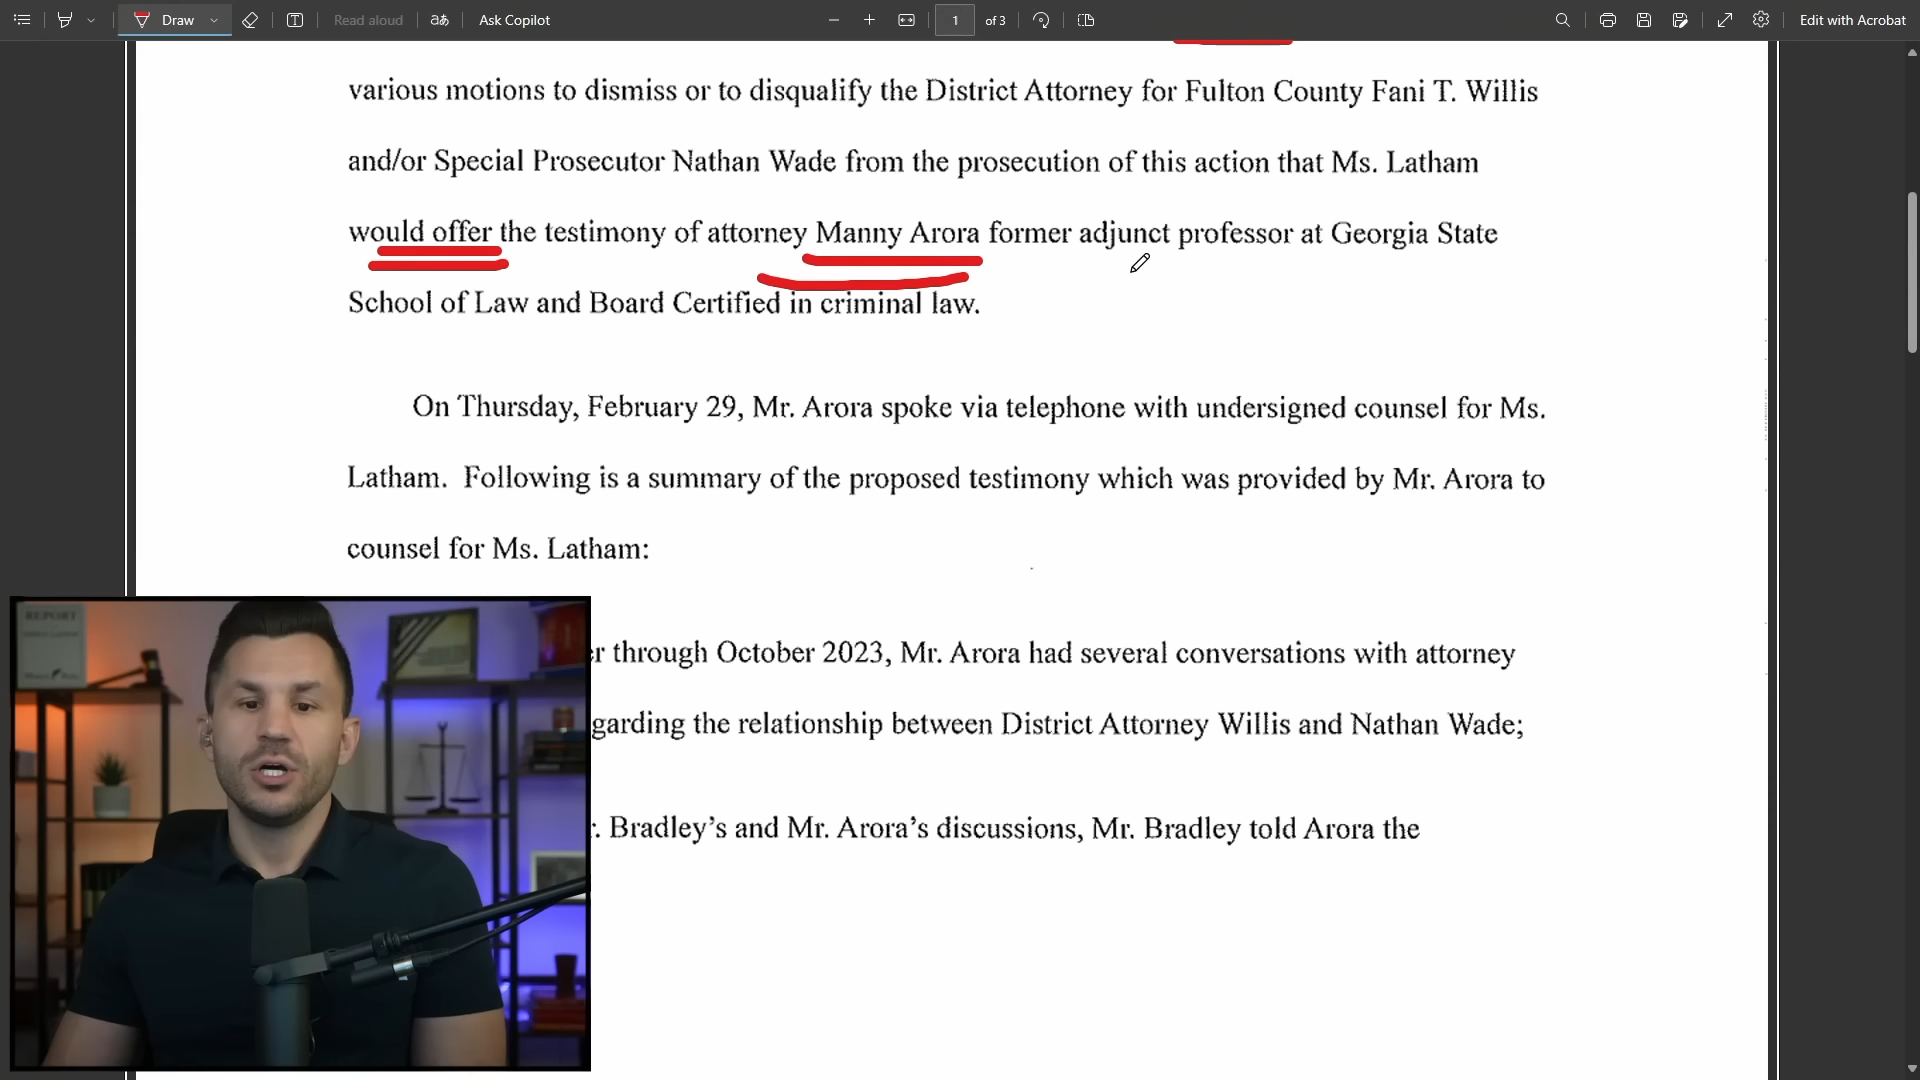 Draw
Read aloud
aあ
Ask Copilot
1
of 3
Edit with Acrobat
various motions to dismiss or to disqualify the District Attorney for Fulton County Fani T. Willis
and/or Special Prosecutor Nathan Wade from the prosecution of this action that Ms. Latham
would offer the testimony of attorney Manny Arora former adjunct professor at Georgia State
School of Law and Board Certified in criminal law.
On Thursday, February 29, Mr. Arora spoke via telephone with undersigned counsel for Ms.
Latham. Following is a summary of the proposed testimony which was provided by Mr. Arora to
counsel for Ms. Latham:
through October 2023, Mr. Arora had several conversations with attorney
garding the relationship between District Attorney Willis and Nathan Wade;
r. Bradley’s and Mr. Arora’s discussions, Mr. Bradley told Arora the
REPORT